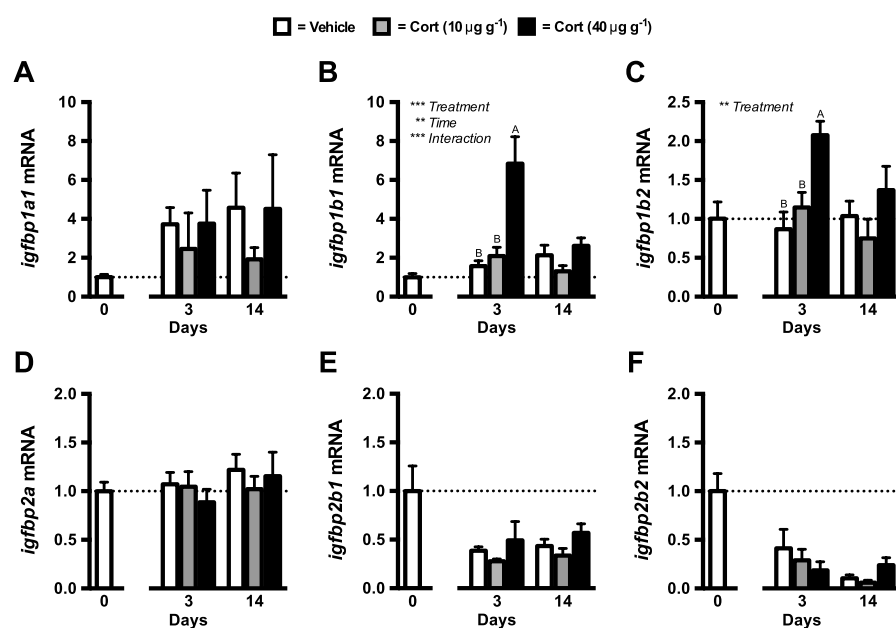 = Vehicle = Cort (10 µg g⁻¹) = Cort (40 µg g⁻¹)
A
igfbp1a1 mRNA
10
8
6
4
2
0
0 3 14
Days
B
igfbp1b1 mRNA
10
8
6
4
2
0
*** Treatment
** Time
*** Interaction
B B A
0 3 14
Days
C
igfbp1b2 mRNA
2.5
2.0
1.5
1.0
0.5
0.0
** Treatment
B B A
0 3 14
Days
D
igfbp2a mRNA
2.0
1.5
1.0
0.5
0.0
0 3 14
Days
E
igfbp2b1 mRNA
2.0
1.5
1.0
0.5
0.0
0 3 14
Days
F
igfbp2b2 mRNA
2.0
1.5
1.0
0.5
0.0
0 3 14
Days